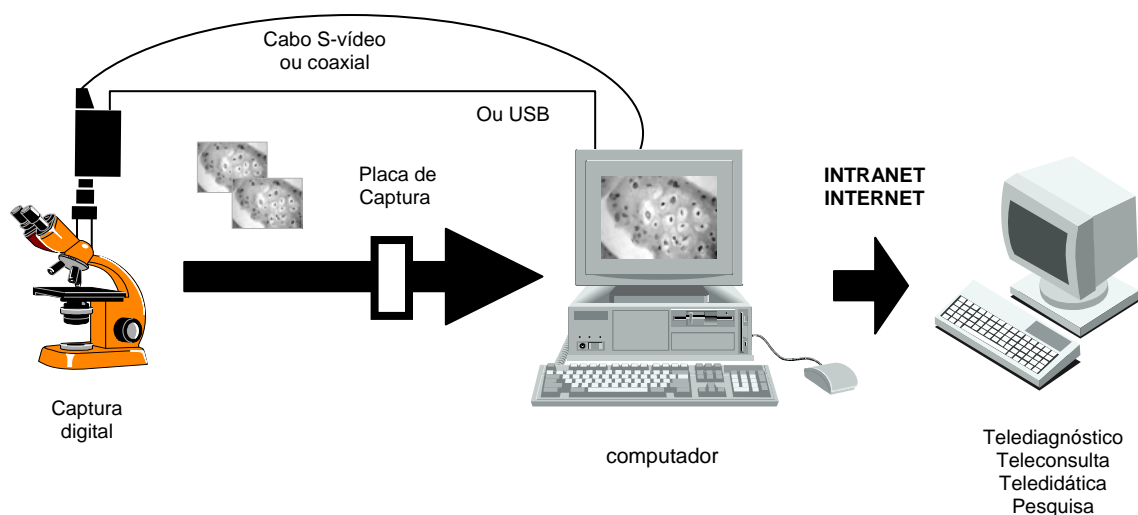 Cabo S-vídeo
ou coaxial
Ou USB
Placa de
Captura
INTRANET
INTERNET
Captura
digital
computador
Telediagnóstico
Teleconsulta
Teledidática
Pesquisa